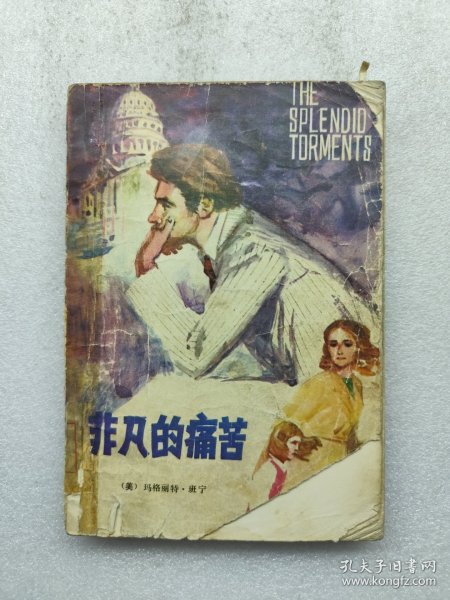 THE
SPLENDID
TORMENTS
非凡的痛苦
（美）玛格丽特·班宁
孔夫子旧书网
www.kongfz.com